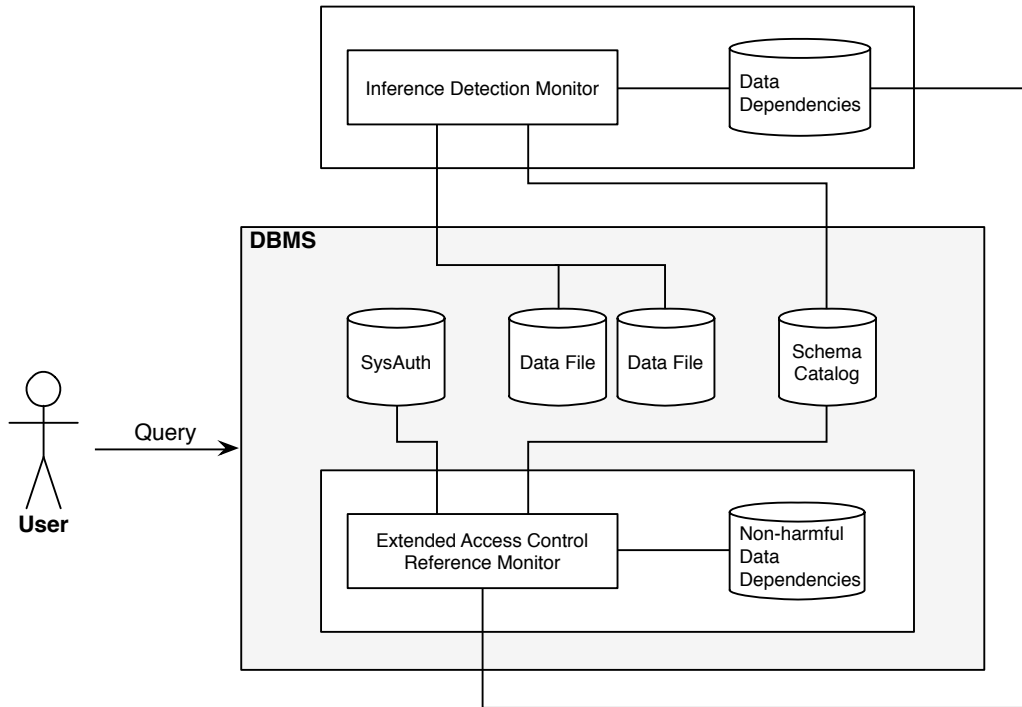 Inference Detection Monitor
Data
Dependencies
DBMS
SysAuth
Data File
Data File
Schema
Catalog
Query
User
Extended Access Control
Reference Monitor
Non-harmful
Data
Dependencies